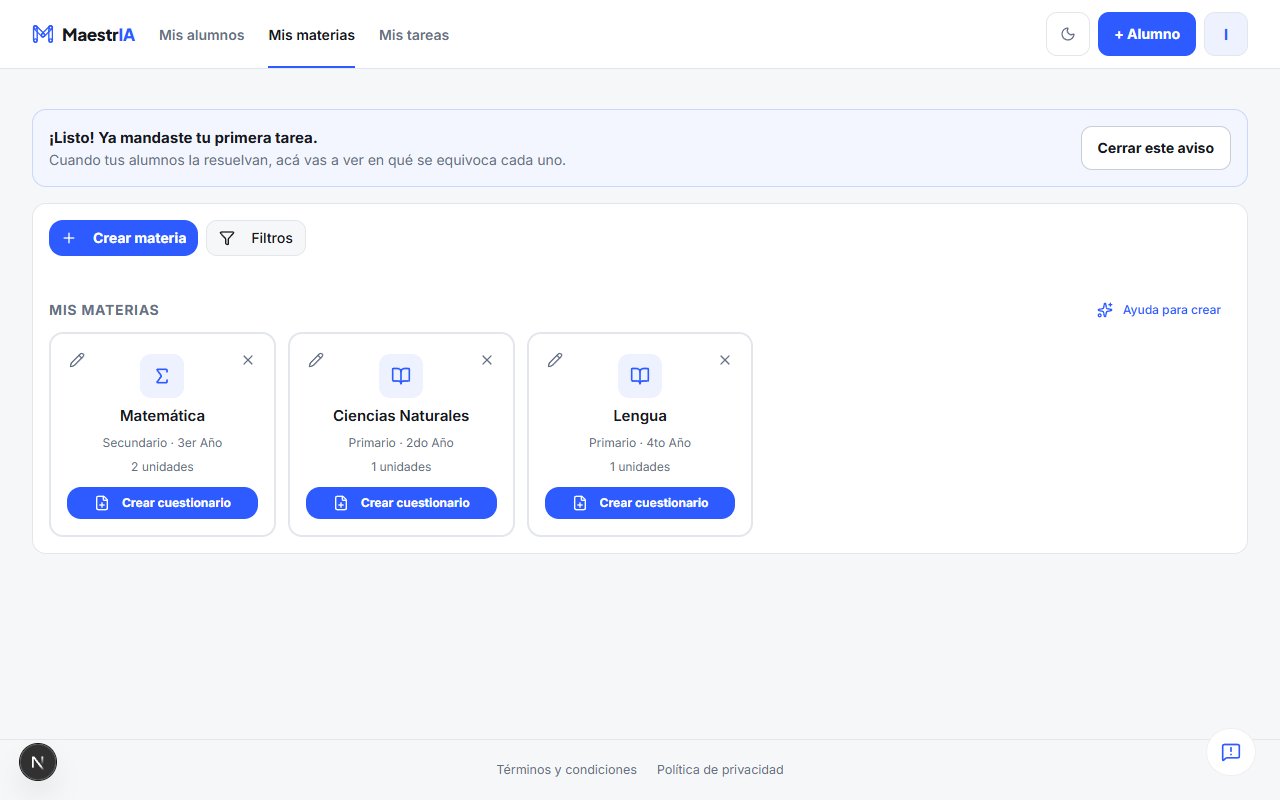 MaestrIA
Mis alumnos
Mis materias
Mis tareas
+ Alumno
I
¡Listo! Ya mandaste tu primera tarea.
Cuando tus alumnos la resuelvan, acá vas a ver en qué se equivoca cada uno.
Cerrar este aviso
Crear materia
Filtros
MIS MATERIAS
Ayuda para crear
Σ
Matemática
Secundario · 3er Año
2 unidades
Crear cuestionario
Ciencias Naturales
Primario · 2do Año
1 unidades
Crear cuestionario
Lengua
Primario · 4to Año
1 unidades
Crear cuestionario
N
Términos y condiciones
Política de privacidad